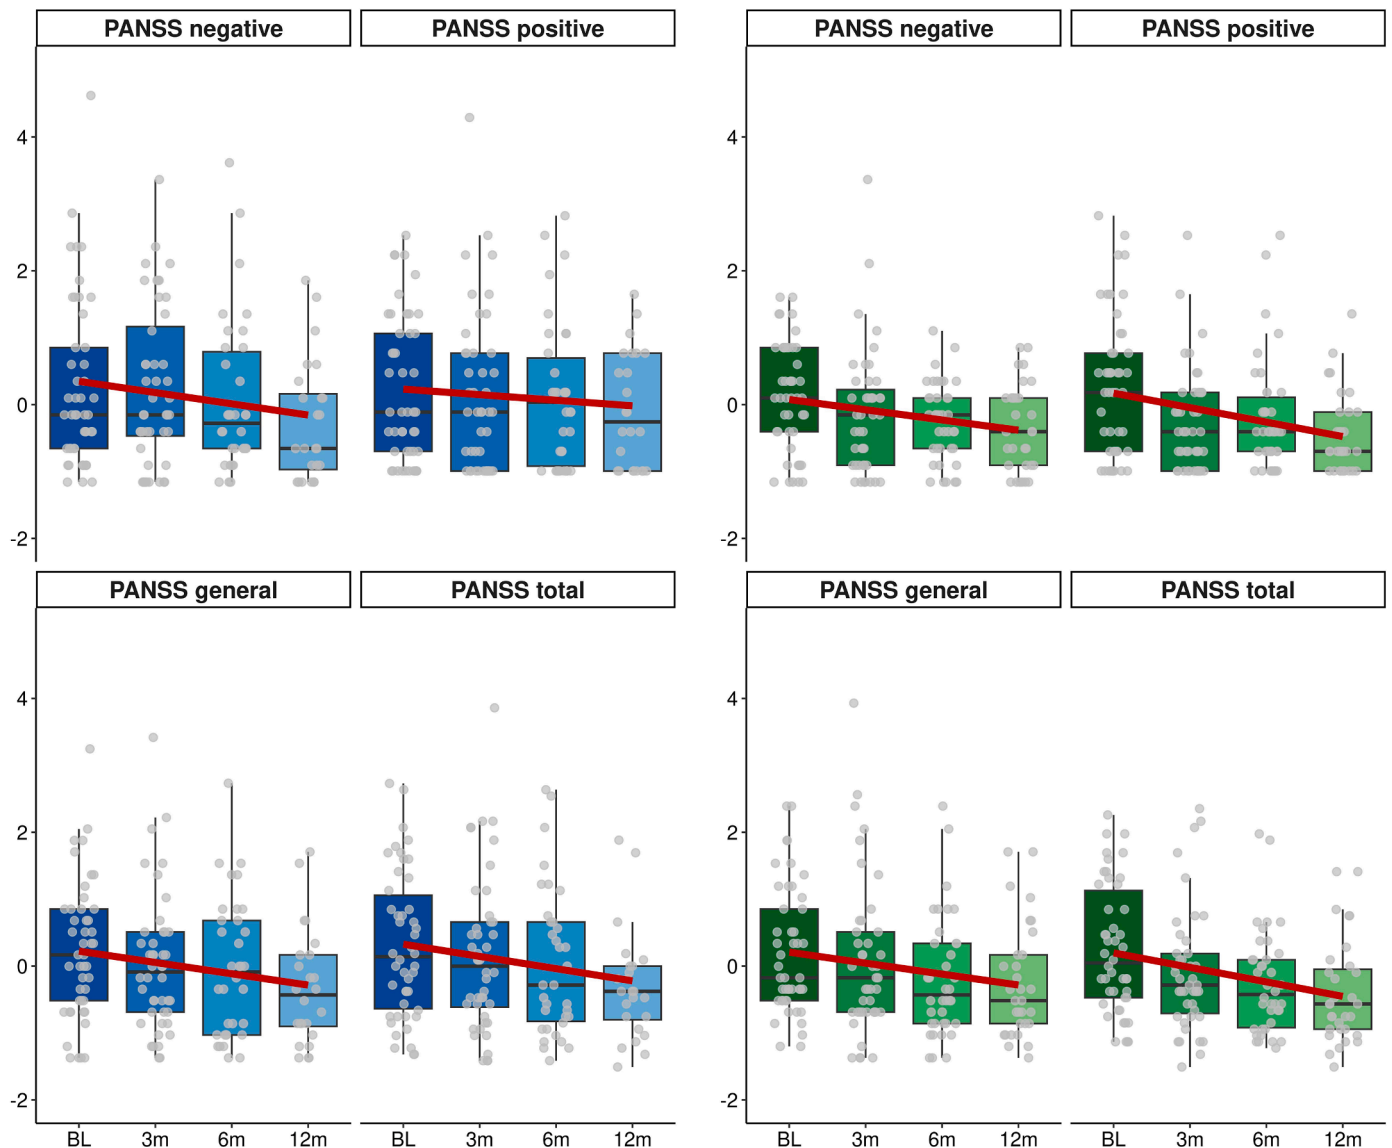 PANSS negative PANSS positive PANSS negative PANSS positive
4 4
2 2
0 0
-2 -2
PANSS general PANSS total PANSS general PANSS total
4 4
2 2
0 0
-2 -2
BL 3m 6m 12m BL 3m 6m 12m BL 3m 6m 12m BL 3m 6m 12m